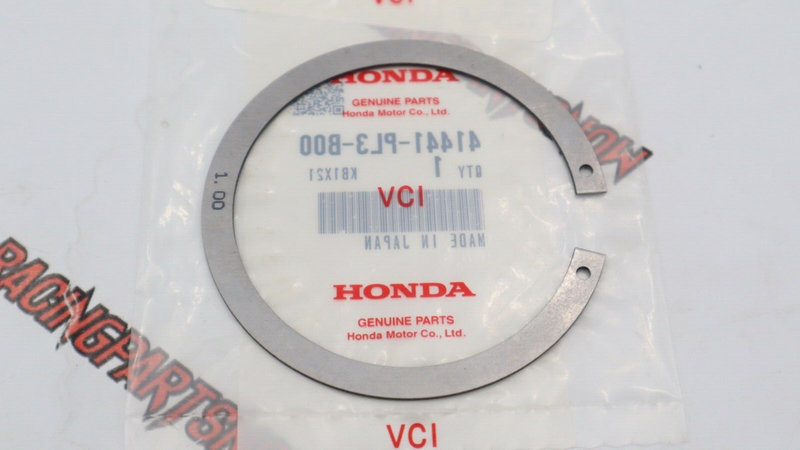 VCI
HONDA
GENUINE PARTS
Honda Motor Co., Ltd.
41441-PL3-B00
QTY 1 KB1X21
VCI
MADE IN JAPAN
1.00
HONDA
GENUINE PARTS
Honda Motor Co., Ltd.
VCI